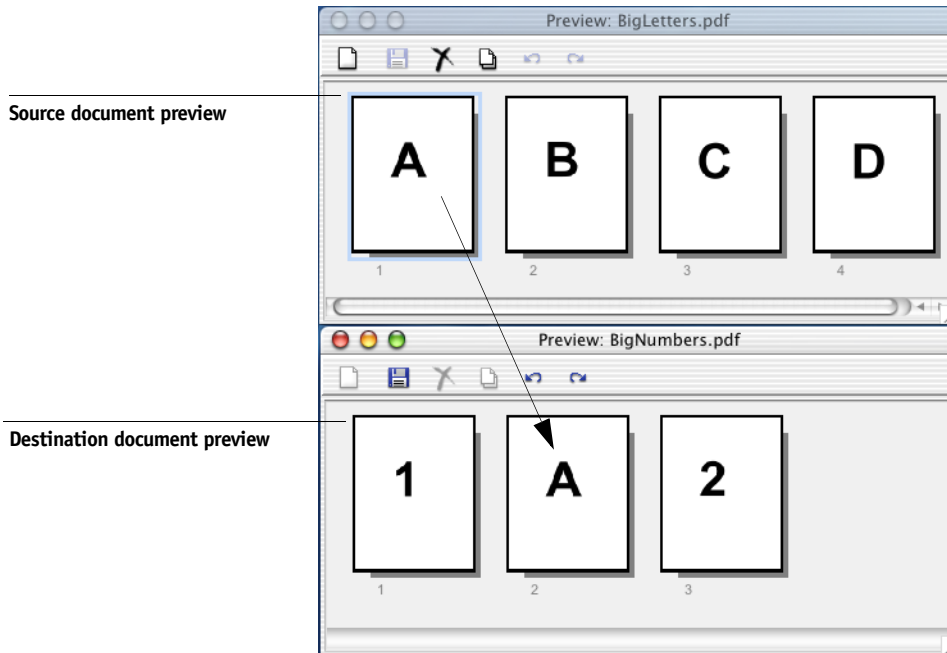 Preview: BigLetters.pdf
Source document preview
A B C D
1 2 3 4
Preview: BigNumbers.pdf
Destination document preview
1 A 2
1 2 3